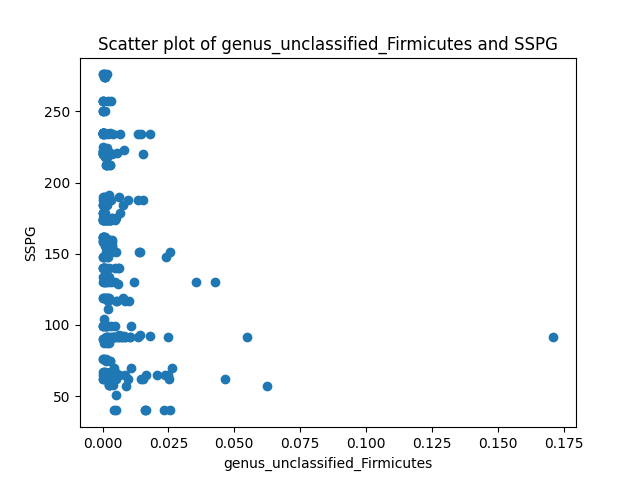 Scatter plot of genus_unclassified_Firmicutes and SSPG
250
200
150
100
50
SSPG
0.000 0.025 0.050 0.075 0.100 0.125 0.150 0.175
genus_unclassified_Firmicutes